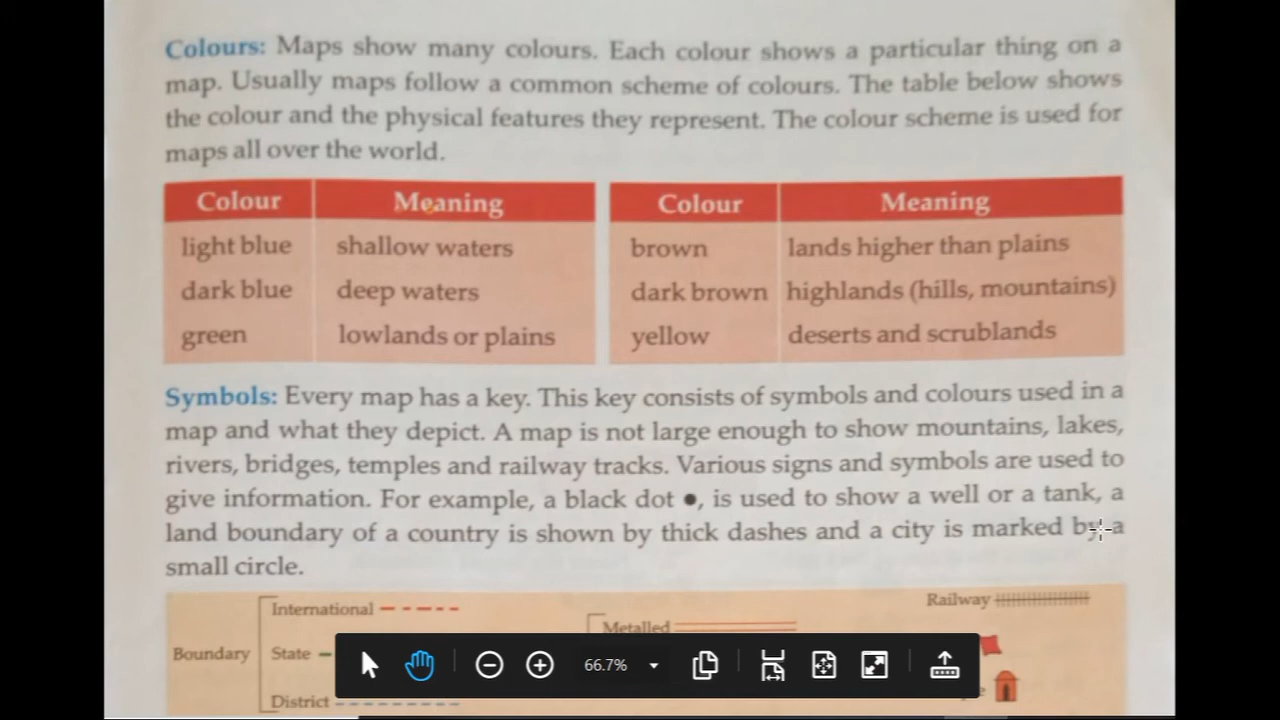 Colours: Maps show many colours. Each colour shows a particular thing on a
map. Usually maps follow a common scheme of colours. The table below shows
the colour and the physical features they represent. The colour scheme is used for
maps all over the world.
Colour Meaning Colour Meaning
light blue shallow waters brown lands higher than plains
dark blue deep waters dark brown highlands (hills, mountains)
green lowlands or plains yellow deserts and scrublands
Symbols: Every map has a key. This key consists of symbols and colours used in a
map and what they depict. A map is not large enough to show mountains, lakes,
rivers, bridges, temples and railway tracks. Various signs and symbols are used to
give information. For example, a black dot ●, is used to show a well or a tank, a
land boundary of a country is shown by thick dashes and a city is marked by a
small circle.
International
Railway
Metalled
Boundary State
District
66.7%